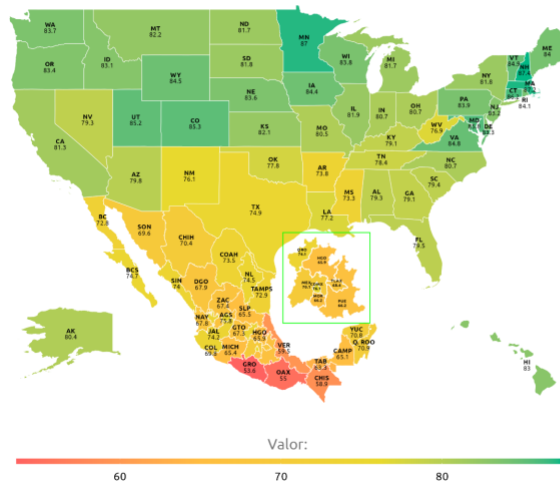 WA
83.7
MT
82.2
ND
81.7
MN
87
ME
84
OR
83.4
ID
83.1
WY
84.5
SD
81.8
WI
83.8
MI
81.7
NY
81.8
VT
NH
MA
CT
RI
84.1
NV
79.3
UT
85.2
CO
85.3
NE
83.6
IA
84.4
IL
81.9
IN
80.7
OH
80.7
PA
83.9
NJ
MD
DE
CA
81.3
KS
82.1
MO
80.5
KY
79.1
WV
76.9
VA
84.8
AZ
79.8
NM
76.1
OK
77.8
AR
73.8
TN
78.4
NC
80.7
SC
79.4
TX
74.9
LA
77.2
MS
73.3
AL
79.3
GA
79.1
FL
79.5
BC
72.8
SON
69.6
CHIH
70.4
COAH
73.5
BCS
74.7
SIN
74
DGO
67.9
NL
74.5
TAMPS
72.9
ZAC
67.4
SLP
65.5
NAY
67.8
AGS
JAL
74.2
GTO
67.5
HGO
65.9
COL
MICH
65.4
VER
GRO
53.6
OAX
55
TAB
CHIS
58.9
CAMP
65.1
YUC
70.8
Q. ROO
70.9
AK
80.4
HI
83
Valor:
60 70 80